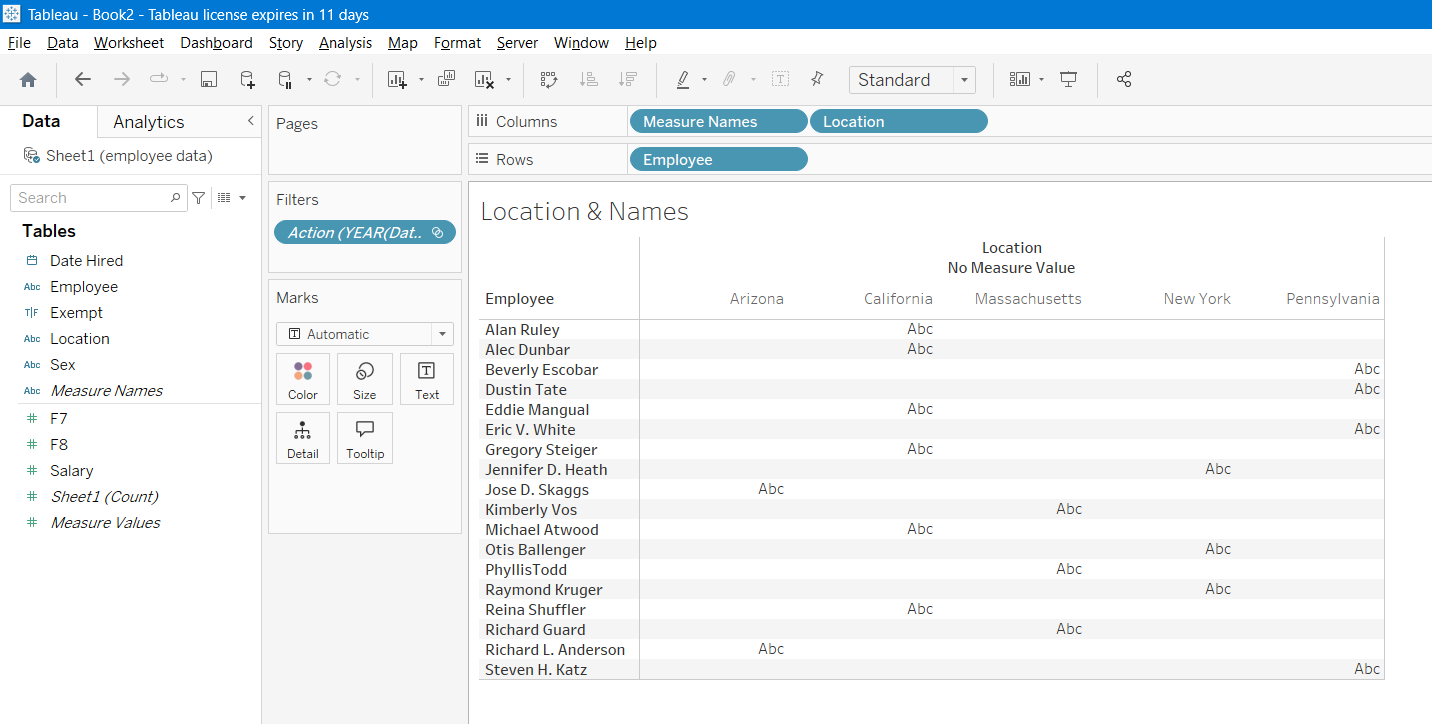 Tableau - Book2 - Tableau license expires in 11 days
File Data Worksheet Dashboard Story Analysis Map Format Server Window Help
Standard
Data Analytics
Sheet1 (employee data)
Search
Tables
Date Hired
Abc Employee
T|F Exempt
Abc Location
Abc Sex
Abc Measure Names
# F7
# F8
# Salary
# Sheet1 (Count)
# Measure Values
Pages
Filters
Action (YEAR(Dat..
Marks
Automatic
Color Size Text
Detail Tooltip
Columns Measure Names Location
Rows Employee
Location & Names
Location
No Measure Value
Employee Arizona California Massachusetts New York Pennsylvania
Alan Ruley Abc
Alec Dunbar Abc
Beverly Escobar Abc
Dustin Tate Abc
Eddie Mangual Abc
Eric V. White Abc
Gregory Steiger Abc
Jennifer D. Heath Abc
Jose D. Skaggs Abc
Kimberly Vos Abc
Michael Atwood Abc
Otis Ballenger Abc
PhyllisTodd Abc
Raymond Kruger Abc
Reina Shuffler Abc
Richard Guard Abc
Richard L. Anderson Abc
Steven H. Katz Abc